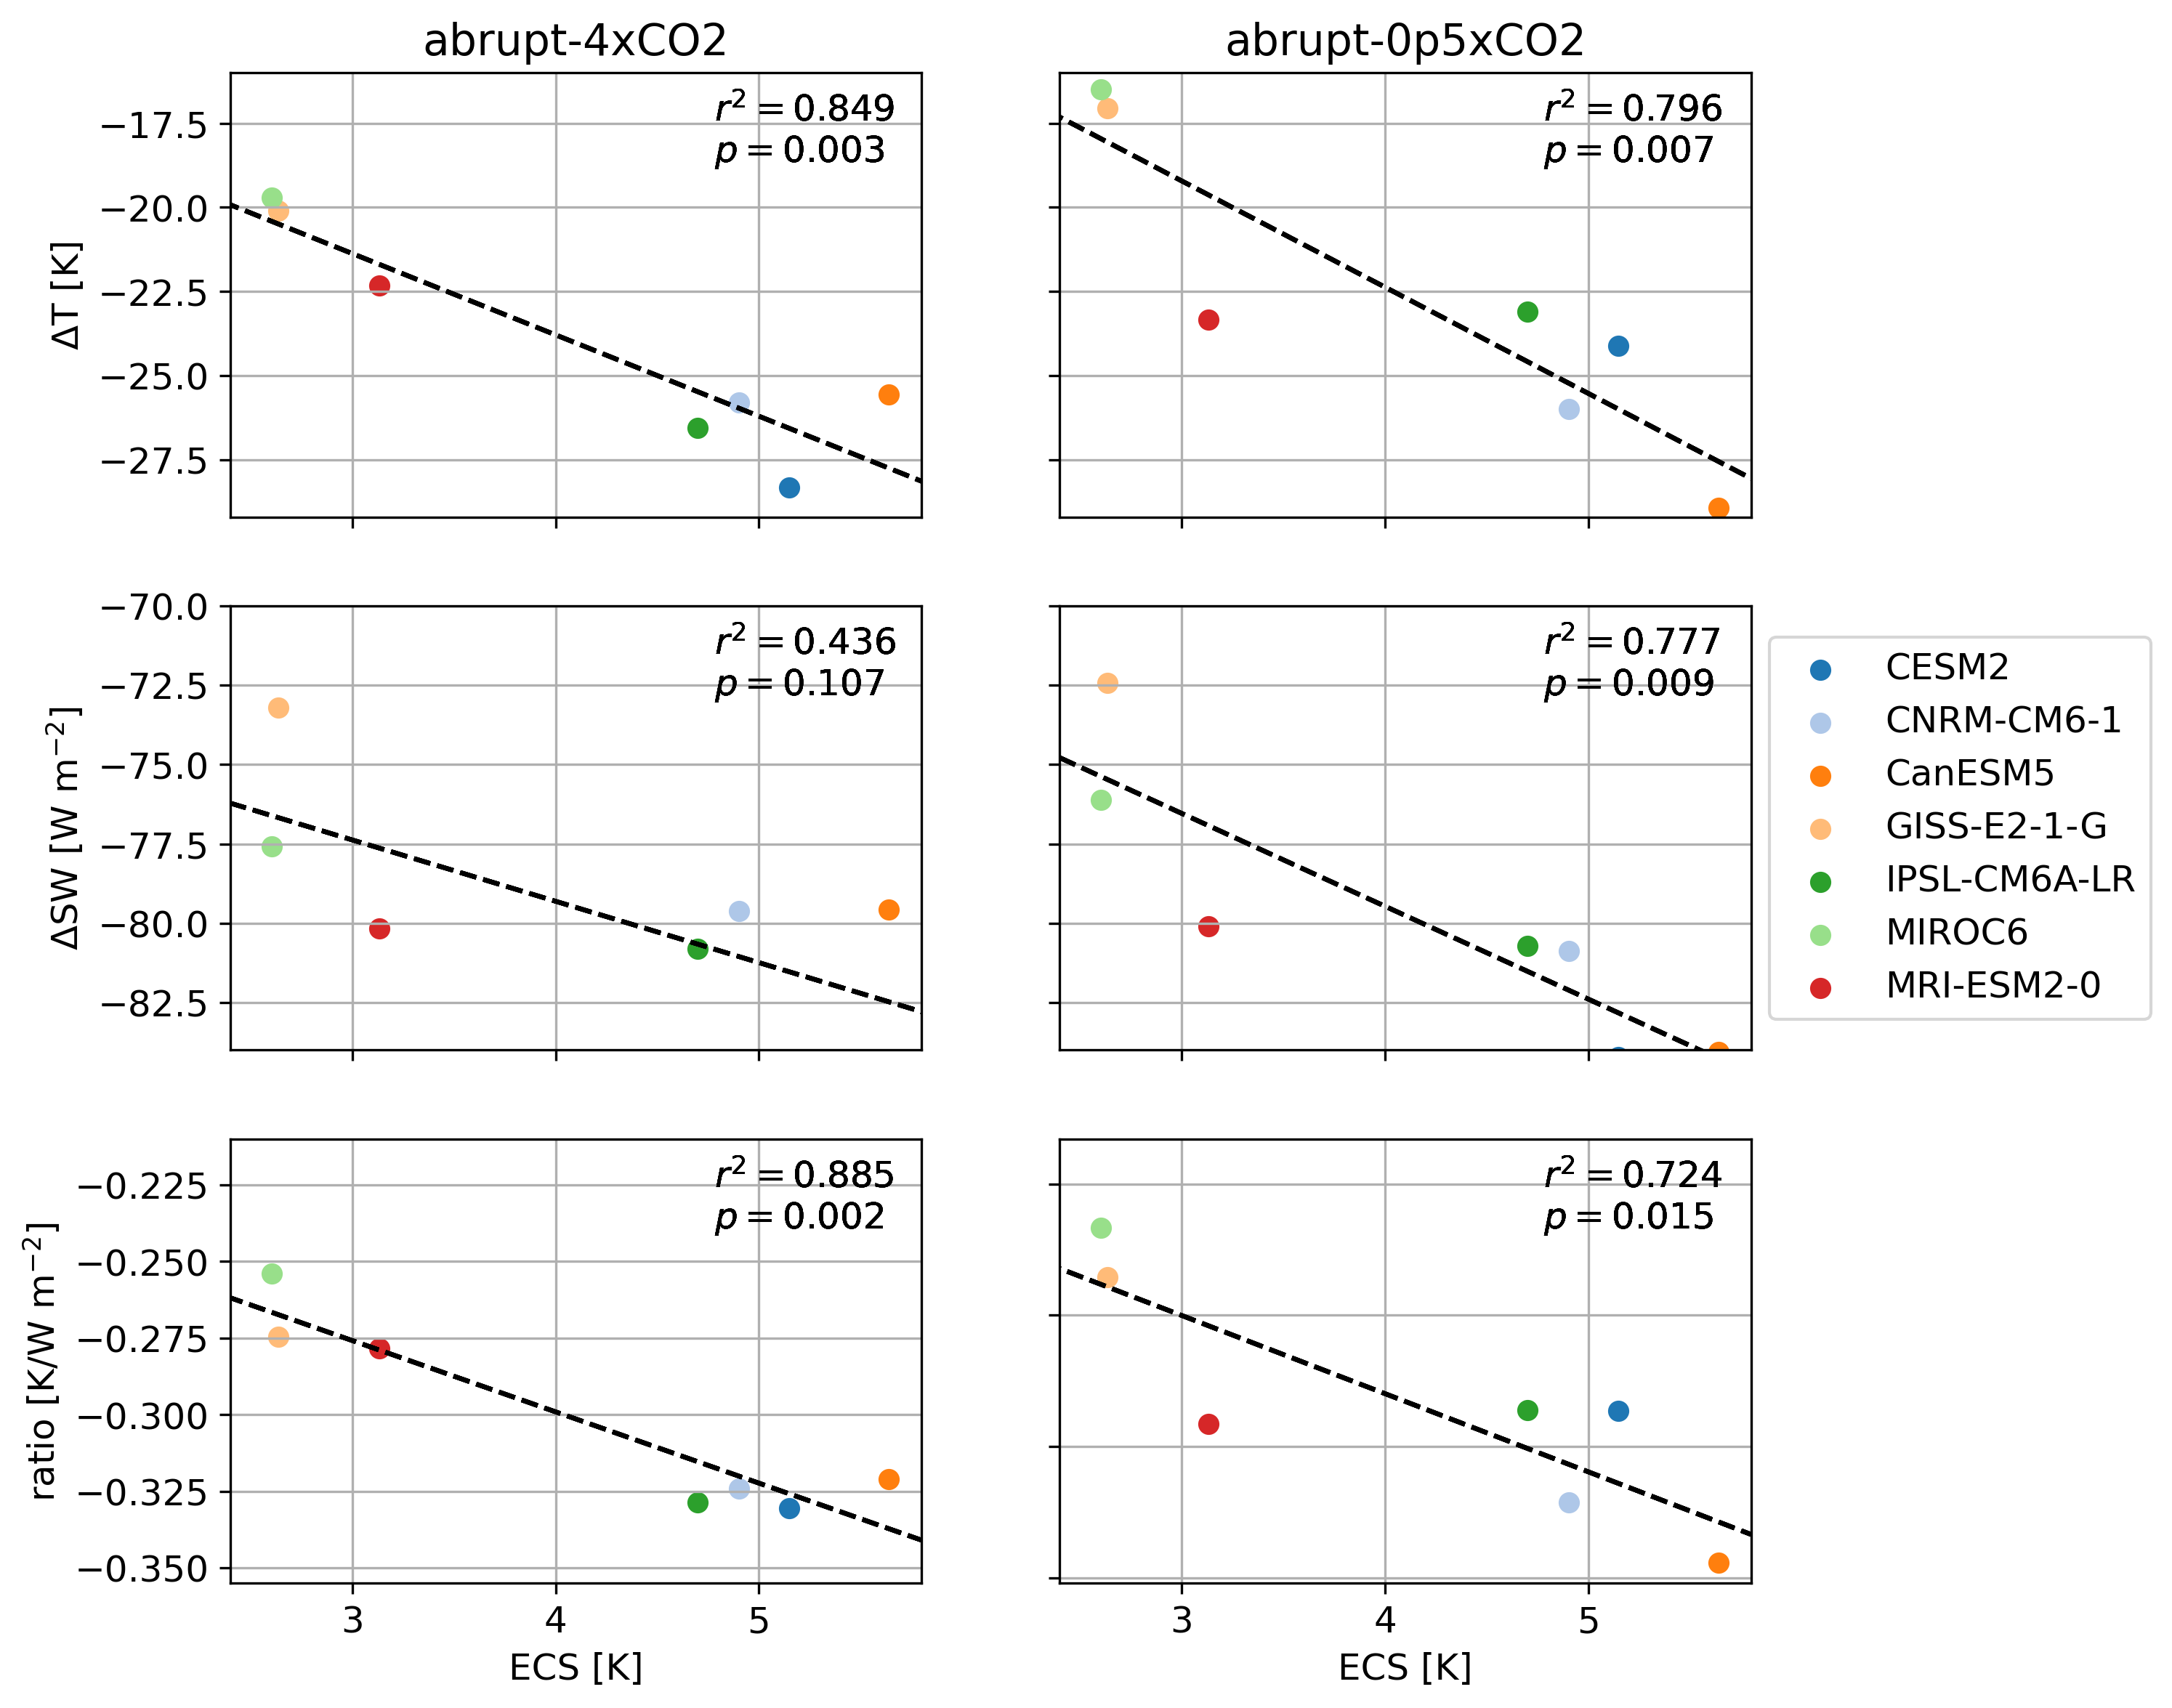 abrupt-4xCO2
abrupt-0p5xCO2
ΔT [K]
−17.5
−20.0
−22.5
−25.0
−27.5
r² = 0.849
p = 0.003
r² = 0.796
p = 0.007
ΔSW [W m⁻²]
−70.0
−72.5
−75.0
−77.5
−80.0
−82.5
r² = 0.436
p = 0.107
r² = 0.777
p = 0.009
CESM2
CNRM-CM6-1
CanESM5
GISS-E2-1-G
IPSL-CM6A-LR
MIROC6
MRI-ESM2-0
ratio [K/W m⁻²]
−0.225
−0.250
−0.275
−0.300
−0.325
−0.350
r² = 0.885
p = 0.002
r² = 0.724
p = 0.015
3 4 5
ECS [K]
3 4 5
ECS [K]